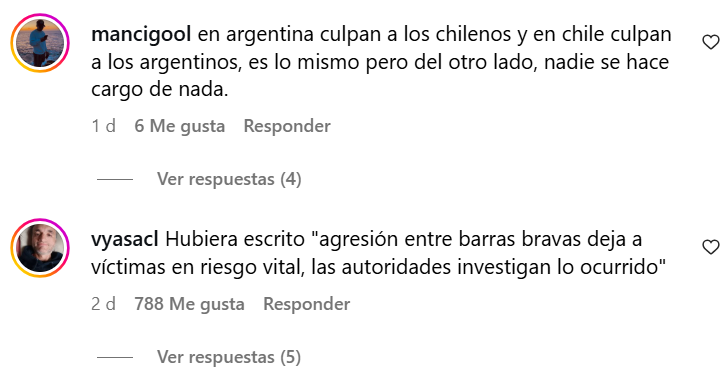 mancigool en argentina culpan a los chilenos y en chile culpan
a los argentinos, es lo mismo pero del otro lado, nadie se hace
cargo de nada.
1 d 6 Me gusta Responder
Ver respuestas (4)
vyasacl Hubiera escrito "agresión entre barras bravas deja a
víctimas en riesgo vital, las autoridades investigan lo ocurrido"
2 d 788 Me gusta Responder
Ver respuestas (5)